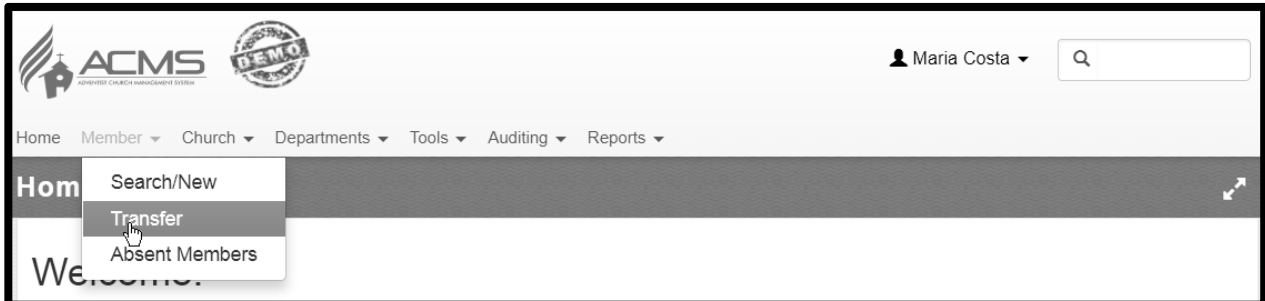 ACMS
ADVENTIST CHURCH MANAGEMENT SYSTEM
DEMO
Maria Costa
Home Member Church Departments Tools Auditing Reports
Hom
Search/New
Transfer
Absent Members
Welcome!